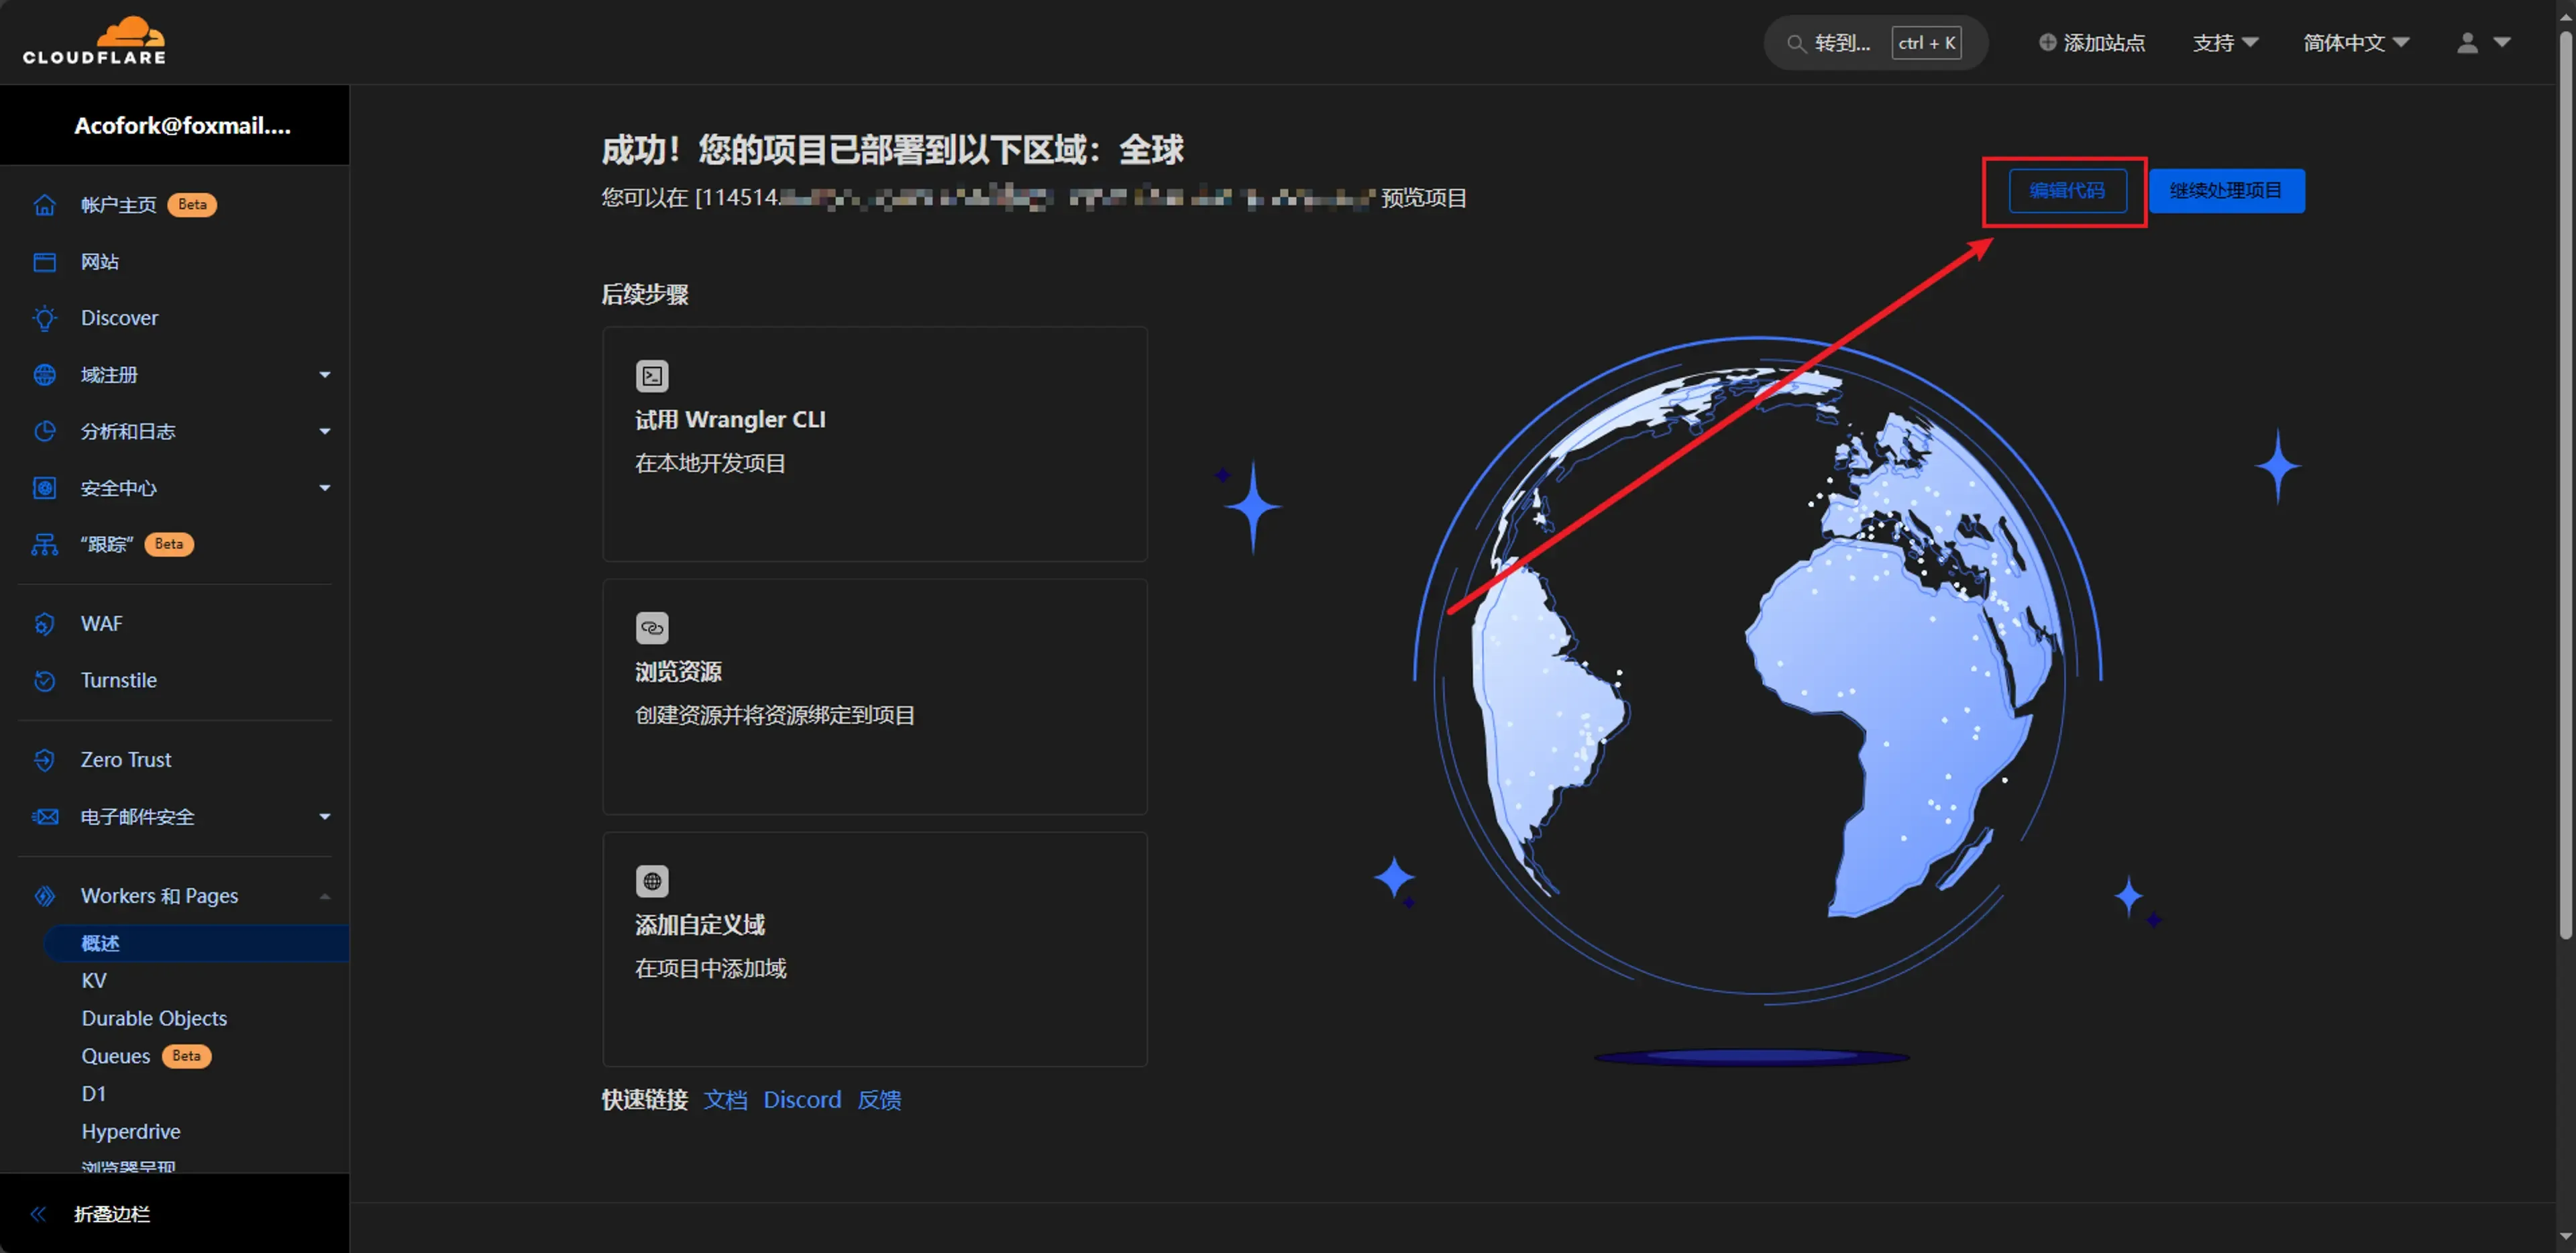 CLOUDFLARE
转到... ctrl + K
添加站点
支持
简体中文
Acofork@foxmail....
帐户主页 Beta
网站
Discover
域注册
分析和日志
安全中心
“跟踪” Beta
WAF
Turnstile
Zero Trust
电子邮件安全
Workers 和 Pages
概述
KV
Durable Objects
Queues Beta
D1
Hyperdrive
浏览器呈现
折叠边栏
成功！您的项目已部署到以下区域：全球
您可以在 [114514. 预览项目
编辑代码
继续处理项目
后续步骤
试用 Wrangler CLI
在本地开发项目
浏览资源
创建资源并将资源绑定到项目
添加自定义域
在项目中添加域
快速链接 文档 Discord 反馈